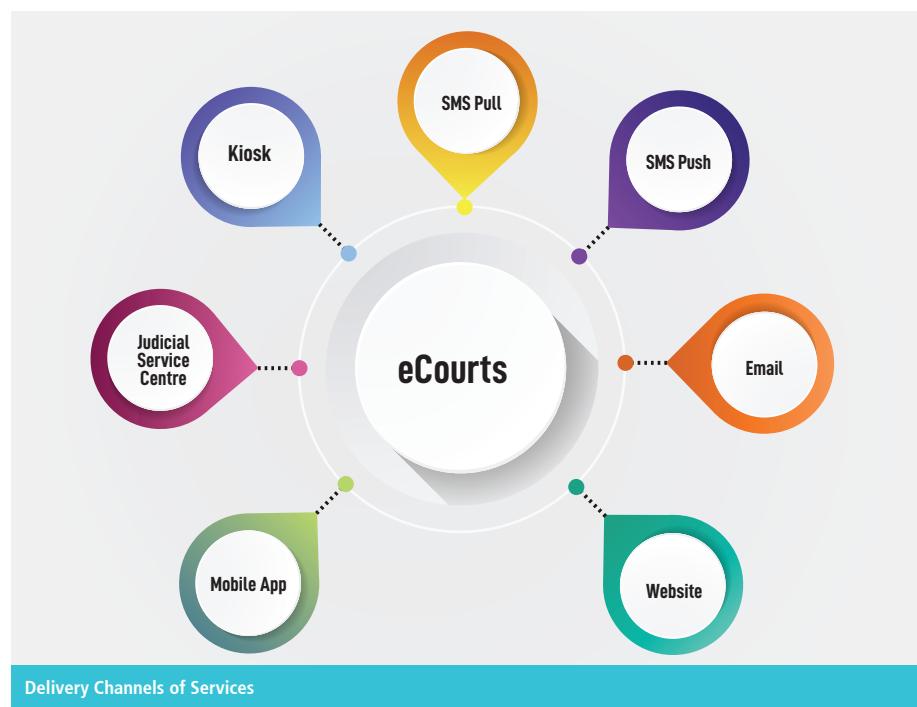 SMS Pull
Kiosk
SMS Push
Judicial
Service
Centre
eCourts
Email
Mobile App
Website
Delivery Channels of Services